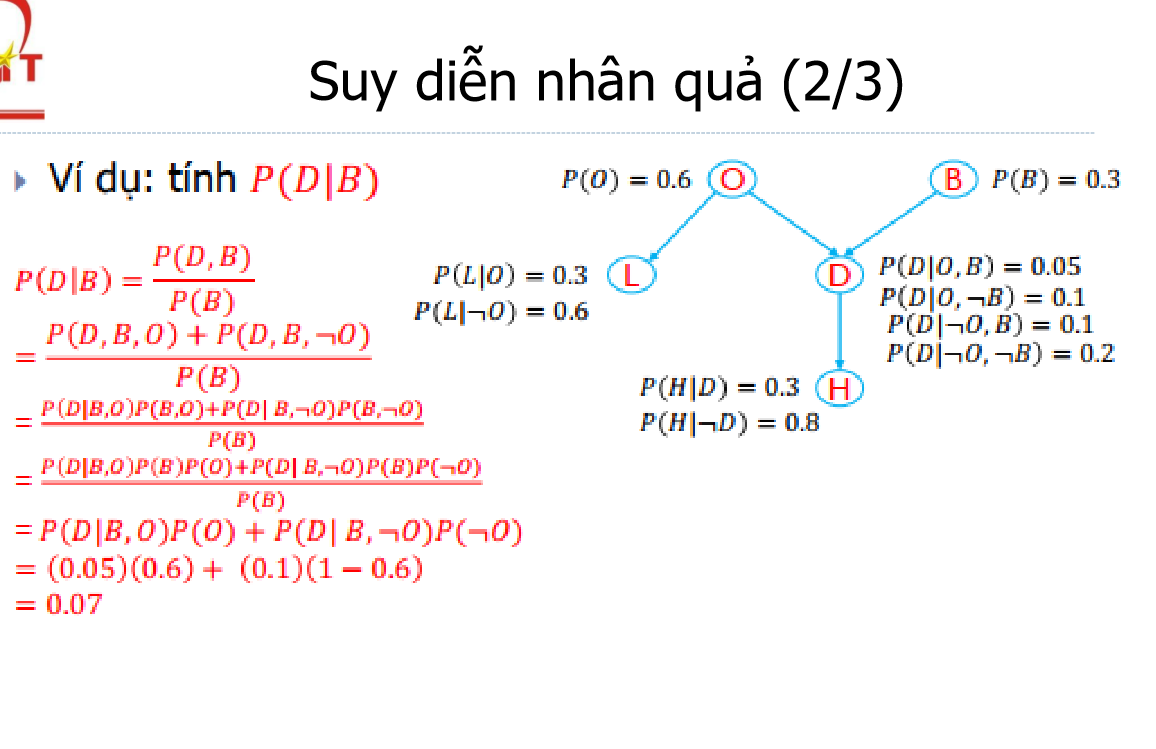 T
Suy diễn nhân quả (2/3)
Ví dụ: tính P(D|B)
P(D|B) = P(D,B) / P(B)
= P(D,B,O) + P(D,B,¬O) / P(B)
= P(D|B,O)P(B,O)+P(D| B,¬O)P(B,¬O) / P(B)
= P(D|B,O)P(B)P(O)+P(D| B,¬O)P(B)P(¬O) / P(B)
= P(D|B,O)P(O) + P(D| B,¬O)P(¬O)
= (0.05)(0.6) + (0.1)(1 − 0.6)
= 0.07
P(O) = 0.6 O
B P(B) = 0.3
P(L|O) = 0.3 L
P(L|¬O) = 0.6
D P(D|O,B) = 0.05
P(D|O,¬B) = 0.1
P(D|¬O,B) = 0.1
P(D|¬O,¬B) = 0.2
P(H|D) = 0.3 H
P(H|¬D) = 0.8